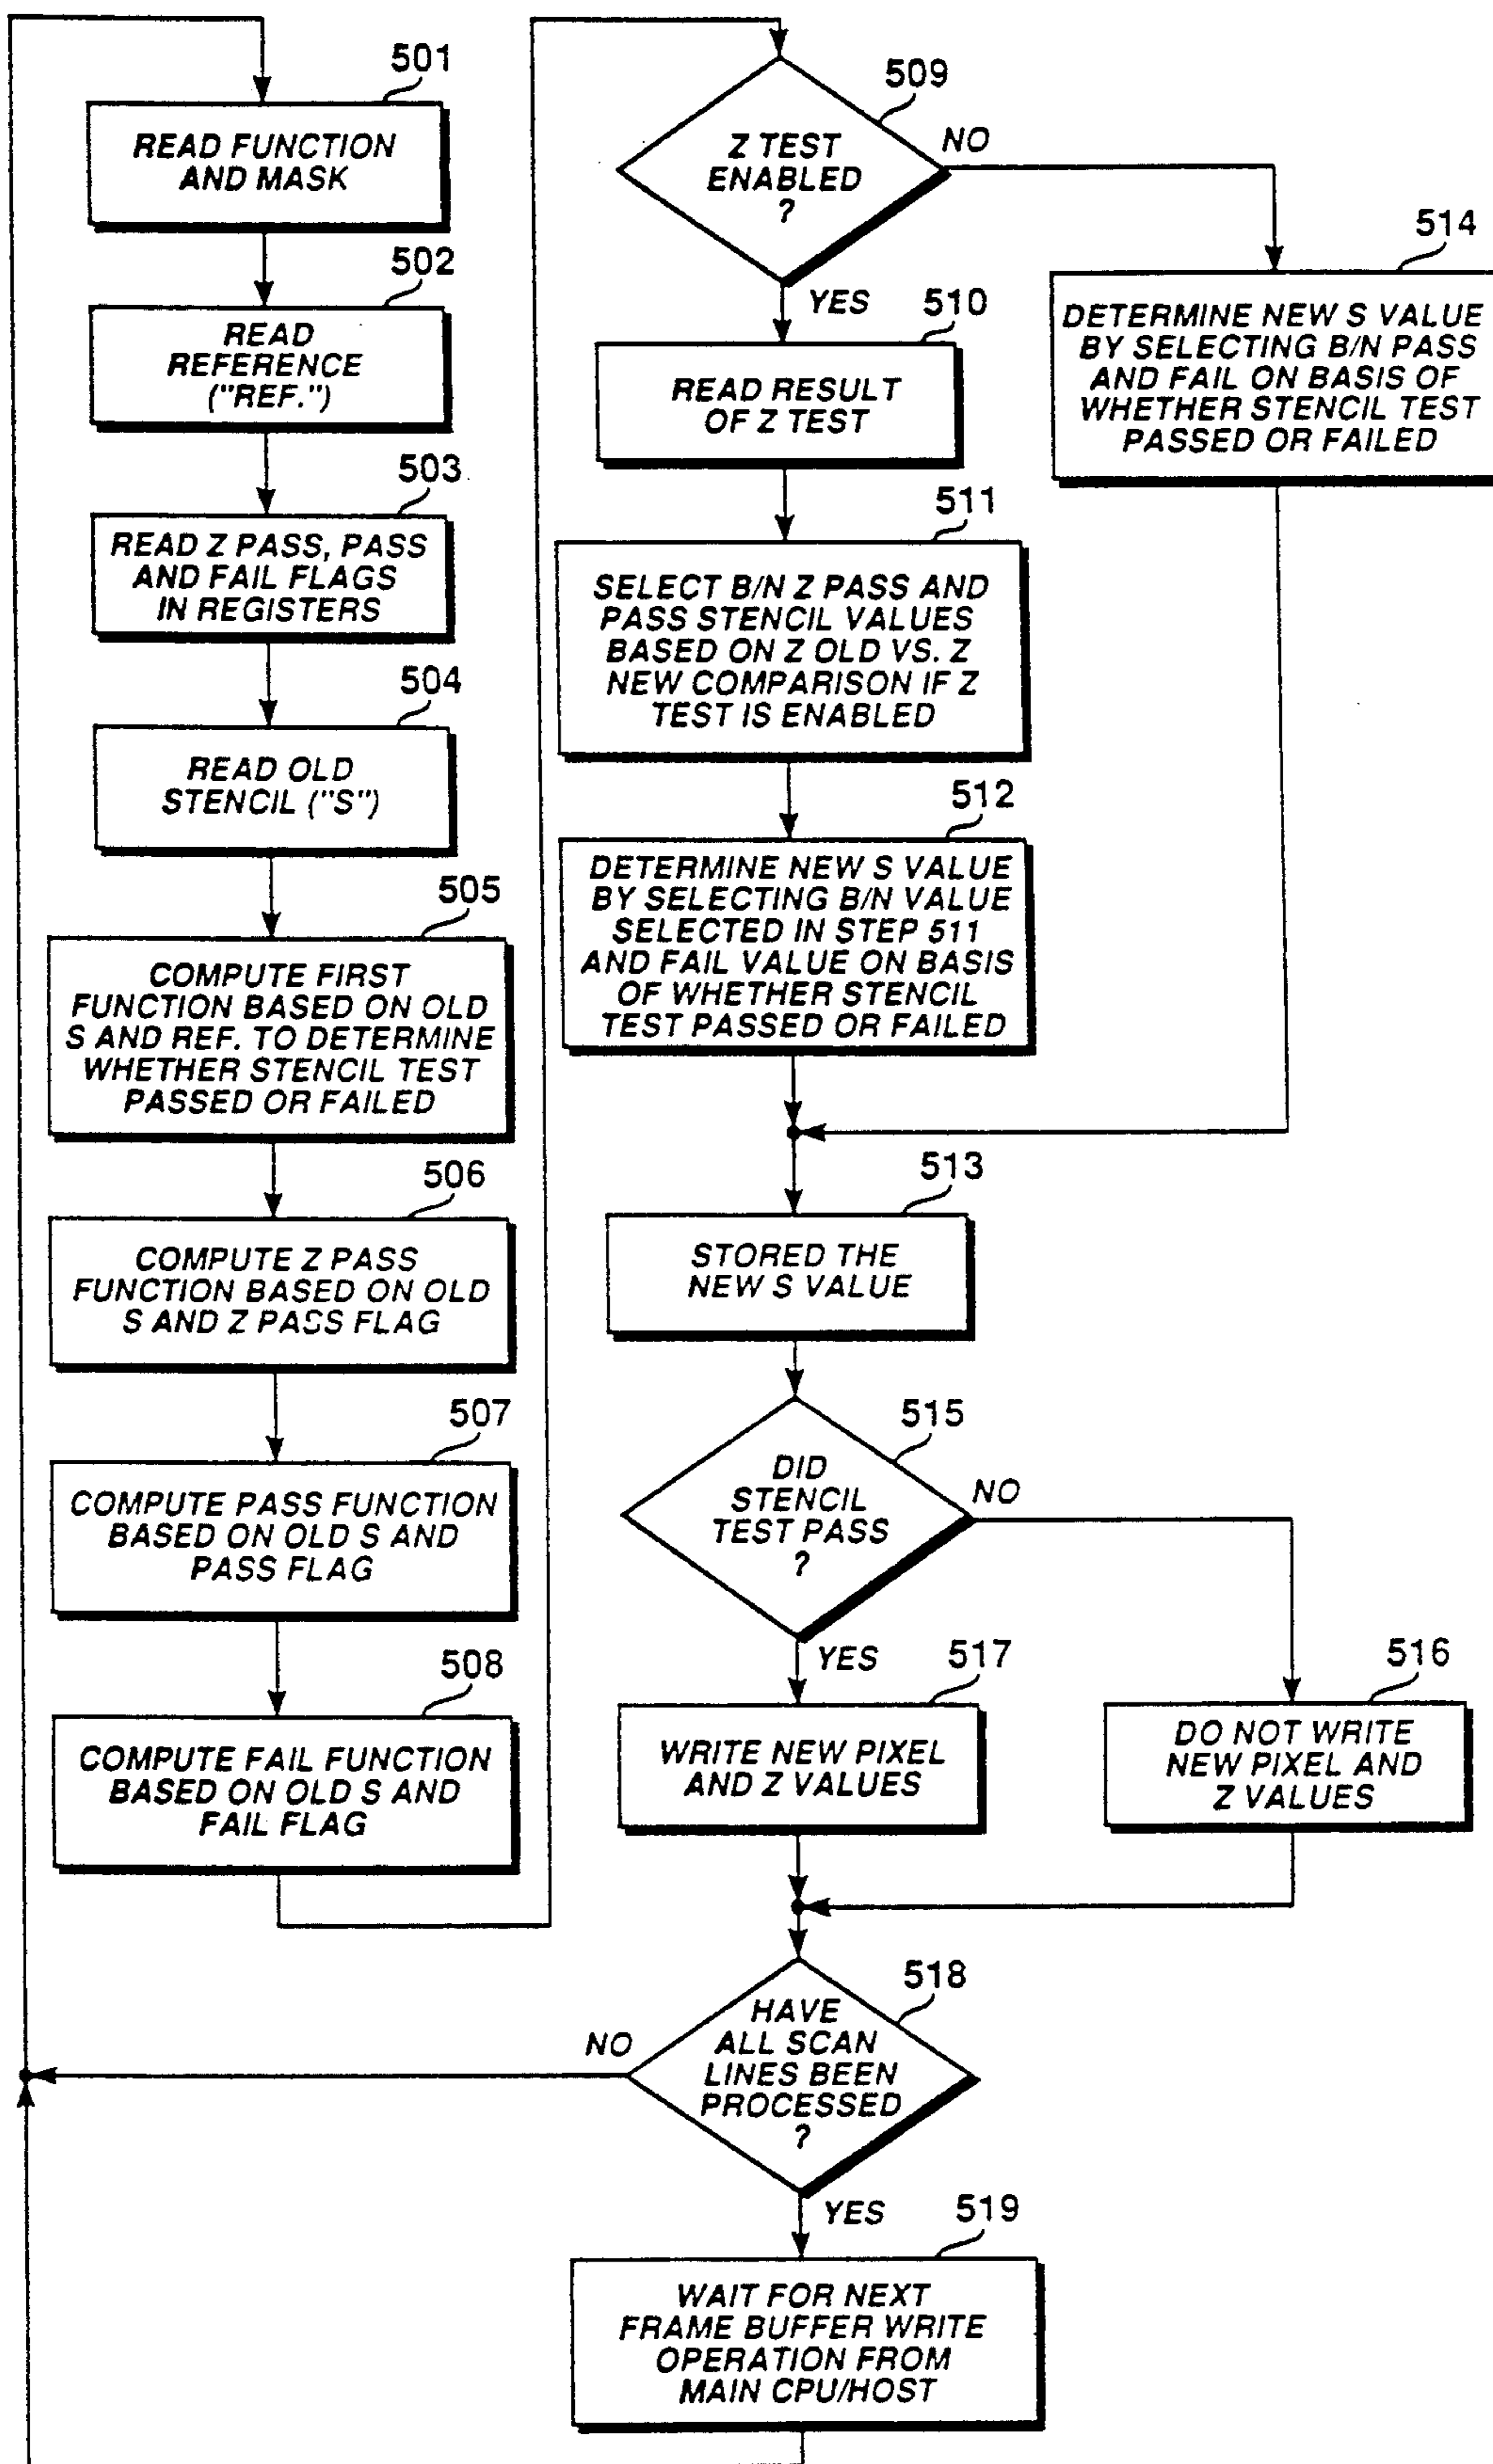 501
READ FUNCTION
AND MASK
502
READ
REFERENCE
("REF.")
503
READ Z PASS, PASS
AND FAIL FLAGS
IN REGISTERS
504
READ OLD
STENCIL ("S")
505
COMPUTE FIRST
FUNCTION BASED ON OLD
S AND REF. TO DETERMINE
WHETHER STENCIL TEST
PASSED OR FAILED
506
COMPUTE Z PASS
FUNCTION BASED ON OLD
S AND Z PASS FLAG
507
COMPUTE PASS FUNCTION
BASED ON OLD S AND
PASS FLAG
508
COMPUTE FAIL FUNCTION
BASED ON OLD S AND
FAIL FLAG
509
Z TEST
ENABLED
?
NO
YES
510
READ RESULT
OF Z TEST
511
SELECT B/N Z PASS AND
PASS STENCIL VALUES
BASED ON Z OLD VS. Z
NEW COMPARISON IF Z
TEST IS ENABLED
512
DETERMINE NEW S VALUE
BY SELECTING B/N VALUE
SELECTED IN STEP 511
AND FAIL VALUE ON BASIS
OF WHETHER STENCIL
TEST PASSED OR FAILED
514
DETERMINE NEW S VALUE
BY SELECTING B/N PASS
AND FAIL ON BASIS OF
WHETHER STENCIL TEST
PASSED OR FAILED
513
STORED THE
NEW S VALUE
515
DID
STENCIL
TEST PASS
?
NO
YES
517
WRITE NEW PIXEL
AND Z VALUES
516
DO NOT WRITE
NEW PIXEL AND
Z VALUES
518
HAVE
ALL SCAN
LINES BEEN
PROCESSED
?
NO
YES
519
WAIT FOR NEXT
FRAME BUFFER WRITE
OPERATION FROM
MAIN CPU/HOST